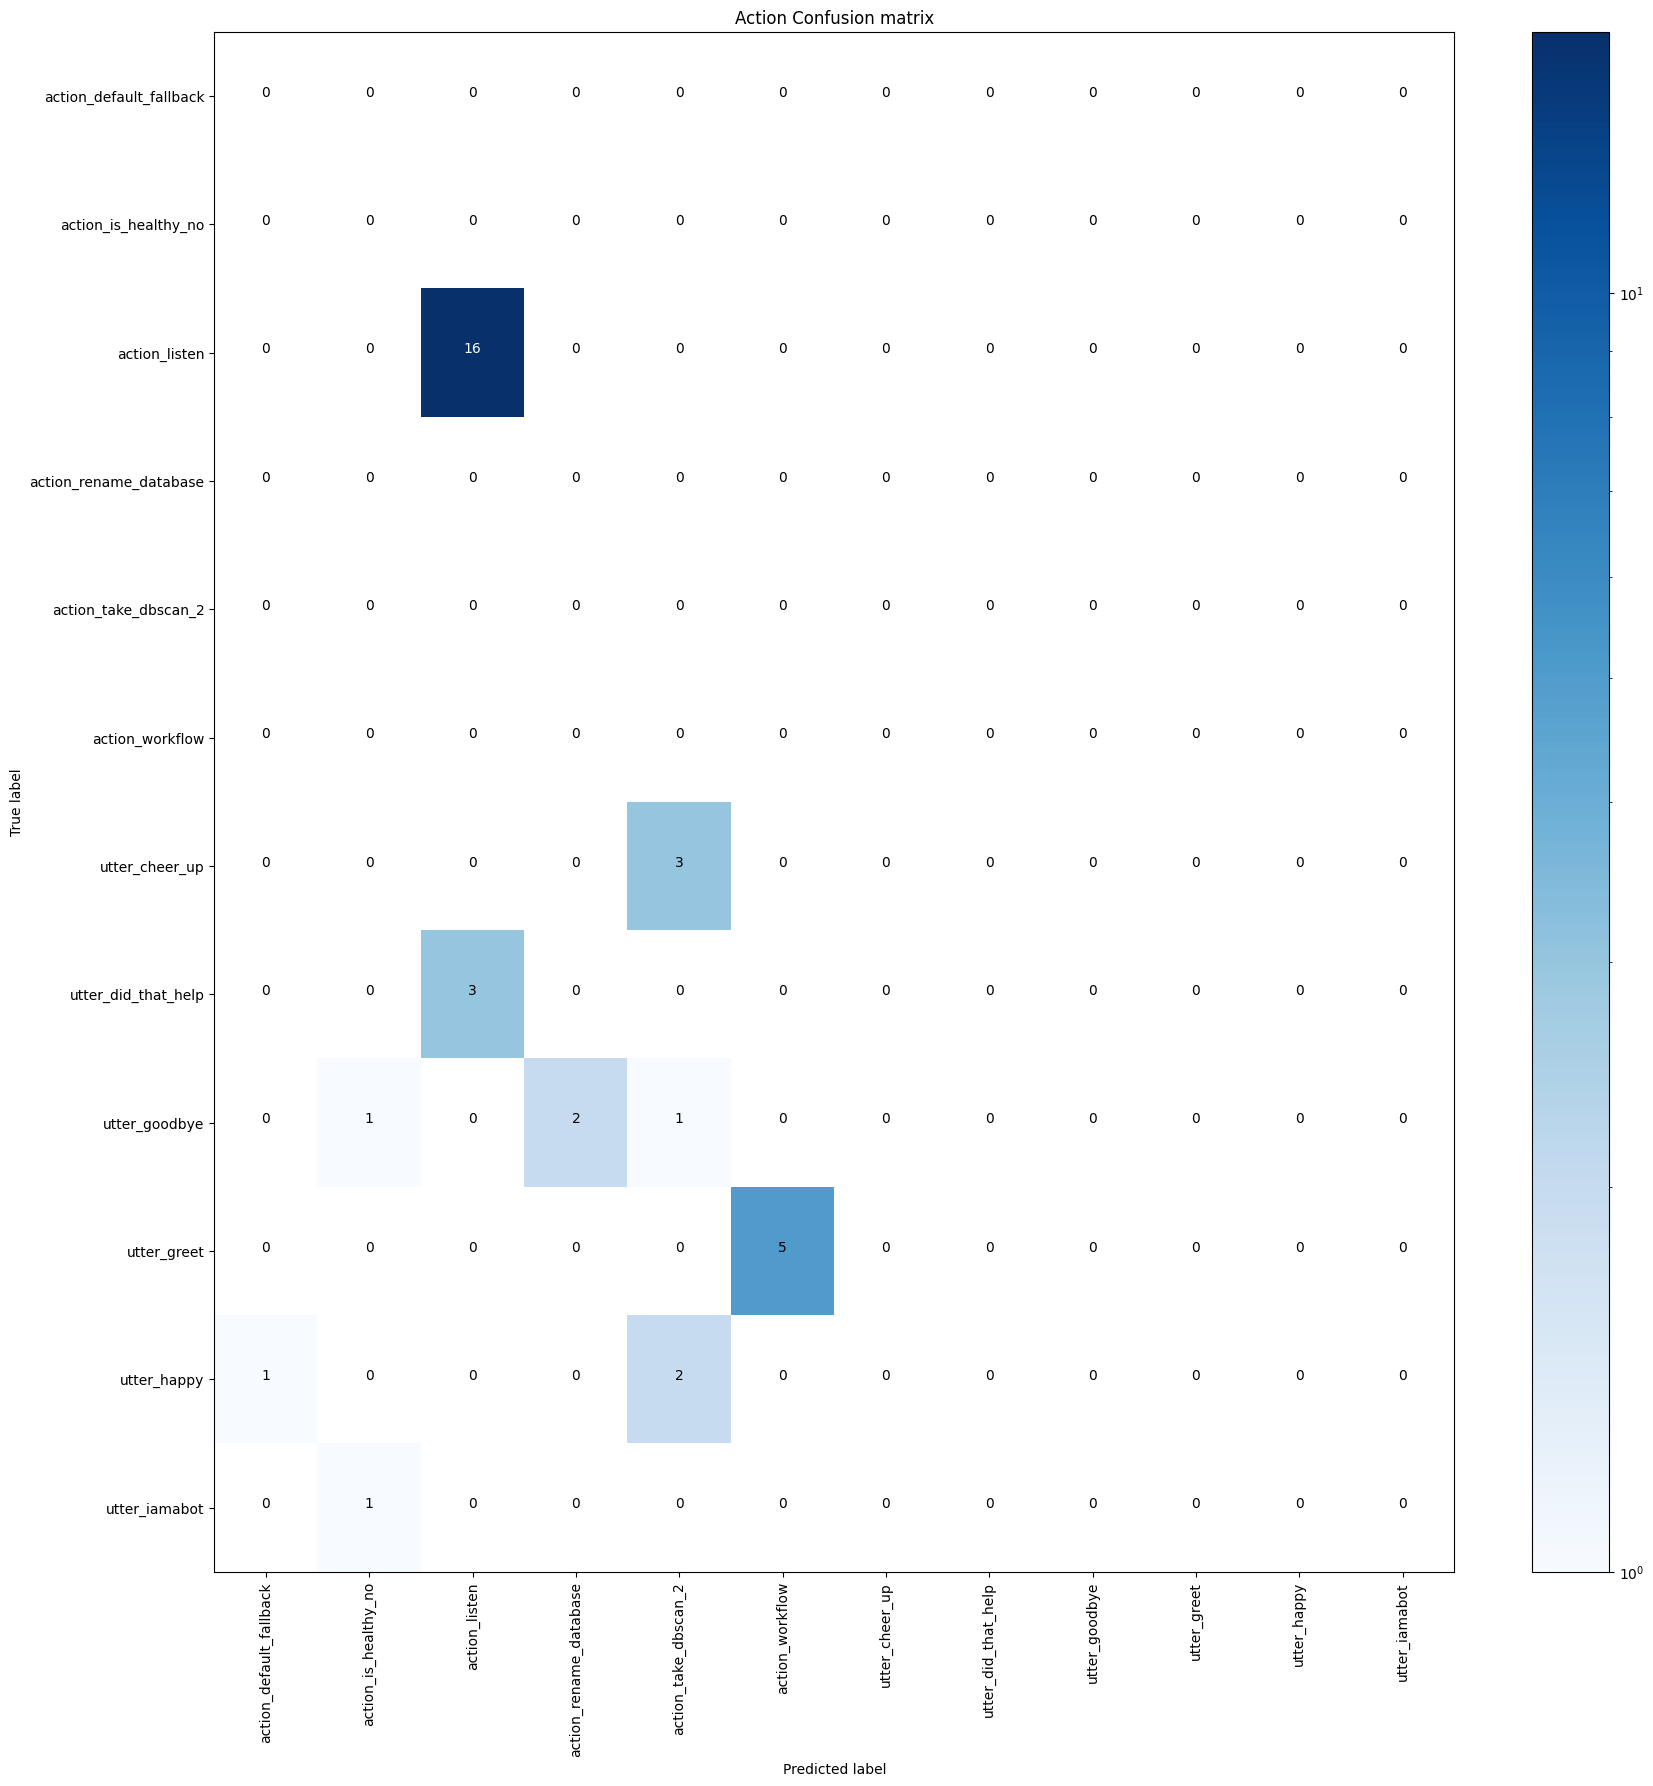 Action Confusion matrix
action_default_fallback 0 0 0 0 0 0 0 0 0 0 0 0
action_is_healthy_no 0 0 0 0 0 0 0 0 0 0 0 0
action_listen 0 0 16 0 0 0 0 0 0 0 0 0
action_rename_database 0 0 0 0 0 0 0 0 0 0 0 0
action_take_dbscan_2 0 0 0 0 0 0 0 0 0 0 0 0
action_workflow 0 0 0 0 0 0 0 0 0 0 0 0
utter_cheer_up 0 0 0 0 3 0 0 0 0 0 0 0
utter_did_that_help 0 0 3 0 0 0 0 0 0 0 0 0
utter_goodbye 0 1 0 2 1 0 0 0 0 0 0 0
utter_greet 0 0 0 0 0 5 0 0 0 0 0 0
utter_happy 1 0 0 0 2 0 0 0 0 0 0 0
utter_iamabot 0 1 0 0 0 0 0 0 0 0 0 0
True label
action_default_fallback
action_is_healthy_no
action_listen
action_rename_database
action_take_dbscan_2
action_workflow
utter_cheer_up
utter_did_that_help
utter_goodbye
utter_greet
utter_happy
utter_iamabot
Predicted label
10¹
10⁰